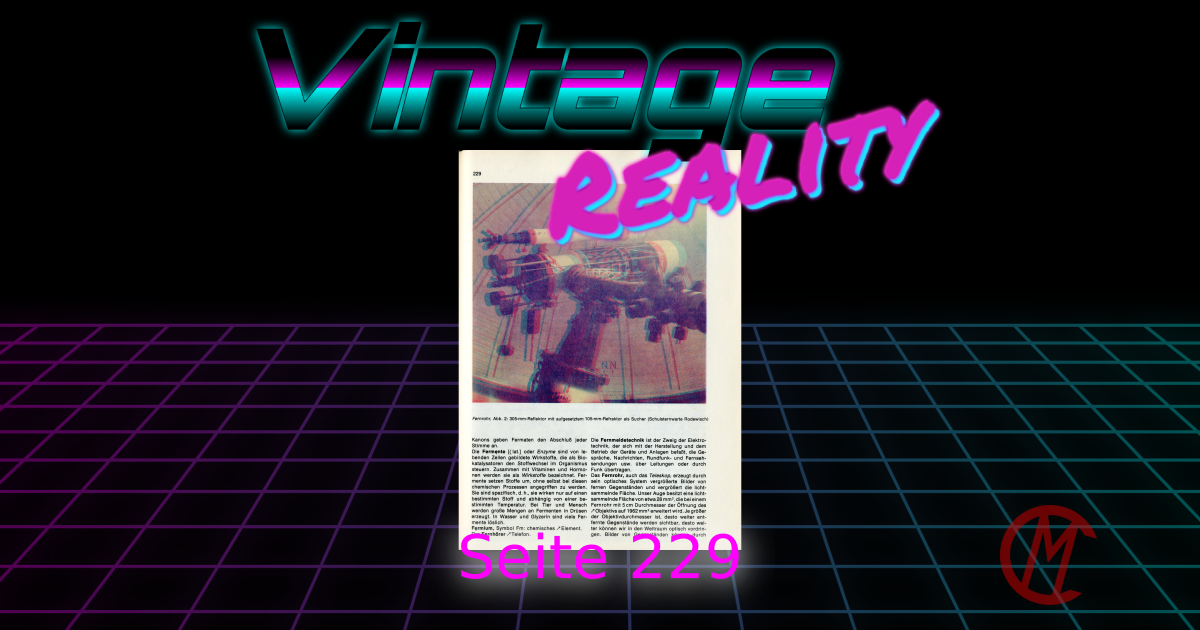 Vintage
REALITY
229
Fernrohr, Abb. 2: 305-mm-Reflektor mit aufgesetztem 105-mm-Refraktor als Sucher (Schulsternwarte Rodewisch)
Kanons geben Fermaten den Abschluß jeder
Stimme an.
Die Fermente [lat.] oder Enzyme sind von le-
benden Zellen gebildete Wirkstoffe, die als Bio-
katalysatoren den Stoffwechsel im Organismus
steuern. Zusammen mit Vitaminen und Hormo-
nen werden sie als Wirkstoffe bezeichnet. Fer-
mente setzen Stoffe um, ohne selbst bei diesen
chemischen Prozessen angegriffen zu werden.
Sie sind spezifisch, d. h., sie wirken nur auf einen
bestimmten Stoff und abhängig von einer be-
stimmten Temperatur. Bei Tier und Mensch
werden große Mengen an Fermenten in Drüsen
erzeugt. In Wasser und Glyzerin sind viele Fer-
mente löslich.
Fermium, Symbol Fm: chemisches ↗Element.
Der Fernhörer ↗Telefon.
Die Fernmeldetechnik ist der Zweig der Elektro-
technik, der sich mit der Herstellung und dem
Betrieb der Geräte und Anlagen befaßt, die Ge-
spräche, Nachrichten, Rundfunk- und Fernseh-
sendungen usw. über Leitungen oder durch
Funk übertragen.
Das Fernrohr, auch das Teleskop, erzeugt durch
sein optisches System vergrößerte Bilder von
fernen Gegenständen und vergrößert die licht-
sammelnde Fläche. Unser Auge besitzt eine licht-
sammelnde Fläche von etwa 28 mm², die bei einem
Fernrohr mit 5 cm Durchmesser der Öffnung des
↗Objektivs auf 1962 mm² erweitert wird. Je größer
der Objektivdurchmesser ist, desto weiter ent-
fernte Gegenstände werden sichtbar, desto wei-
ter können wir in den Weltraum optisch vordrin-
gen. Bilder von Gegenständen durch
Seite 229